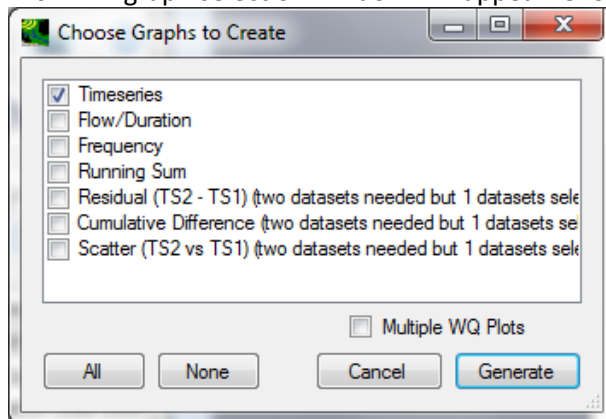 Choose Graphs to Create
Timeseries
Flow/Duration
Frequency
Running Sum
Residual (TS2 - TS1) (two datasets needed but 1 datasets sele
Cumulative Difference (two datasets needed but 1 datasets se
Scatter (TS2 vs TS1) (two datasets needed but 1 datasets sele
Multiple WQ Plots
All None Cancel Generate